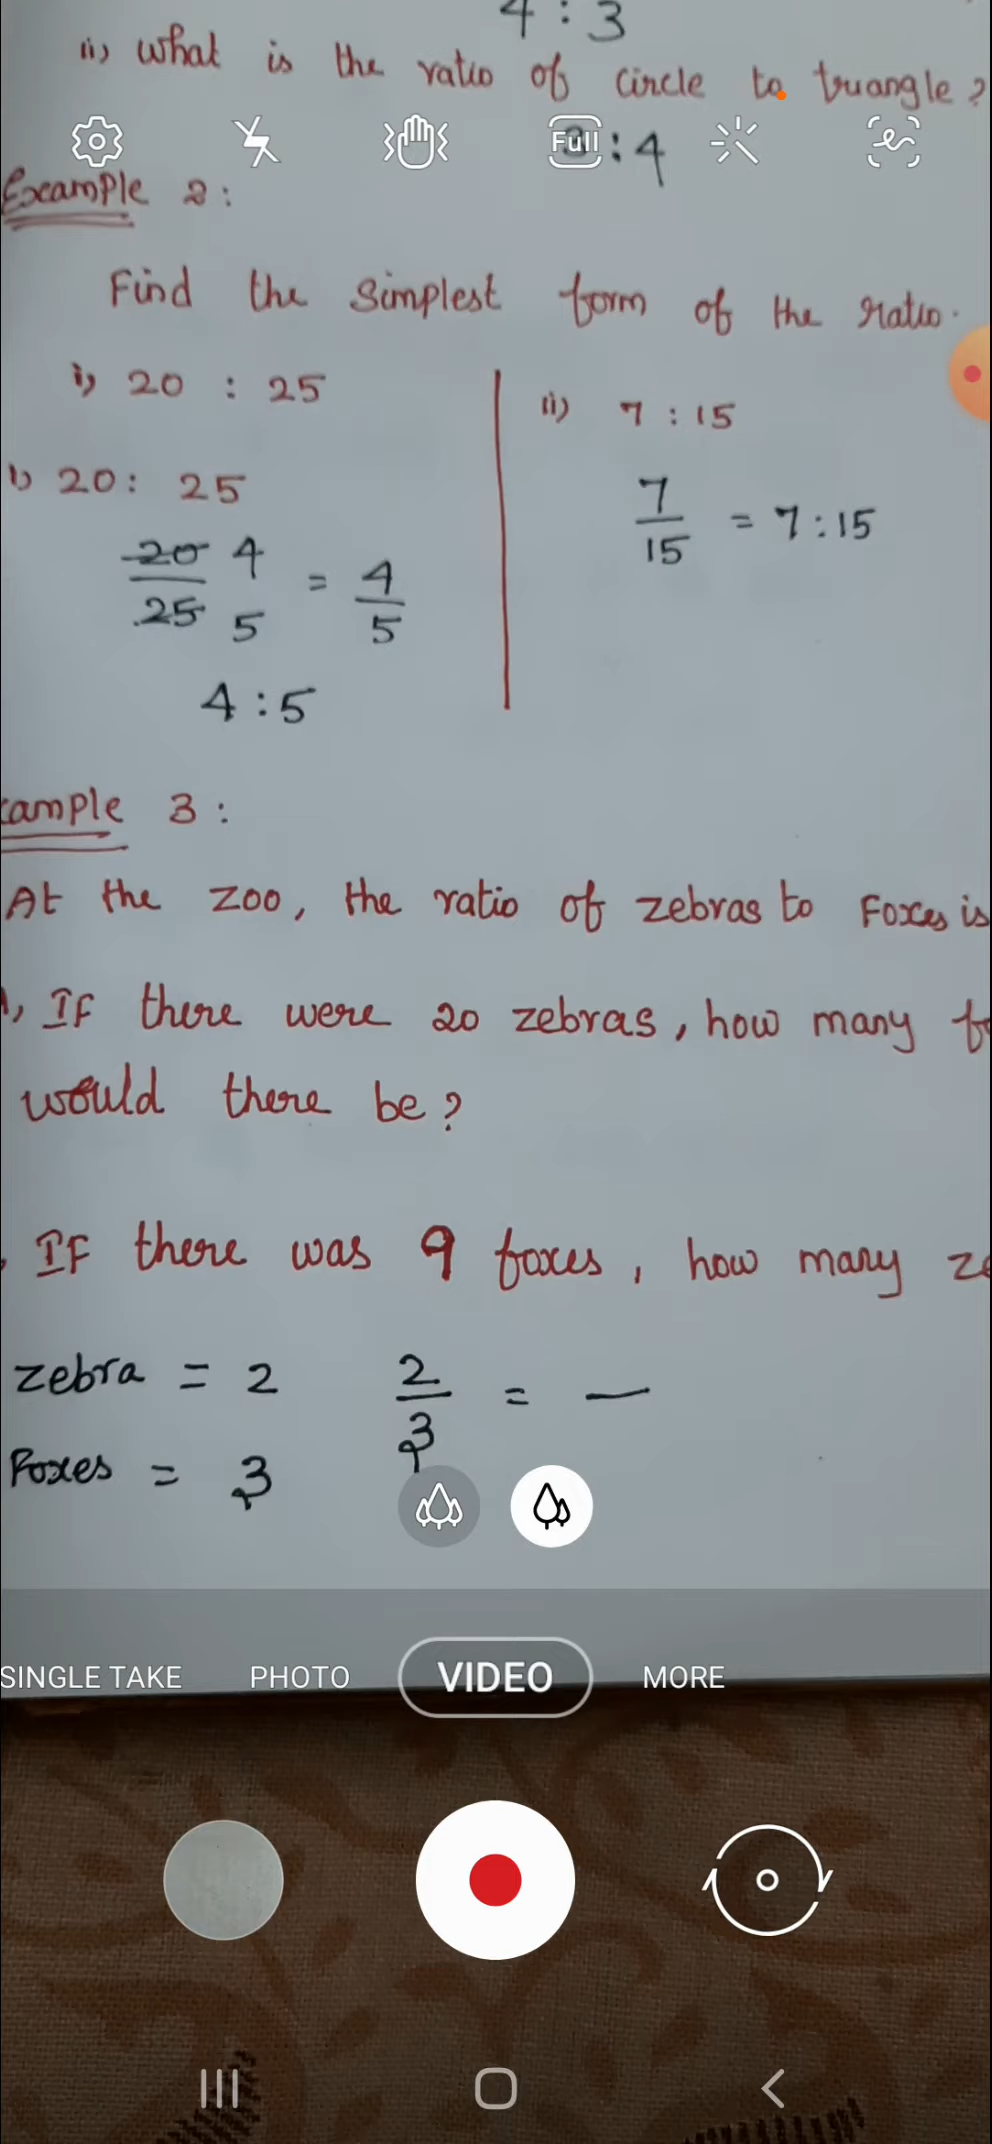 4 : 3
ii) What is the ratio of circle to triangle?
Full
:4
Example 2:
Find the simplest form of the ratio.
i) 20 : 25
ii) 7 : 15
i) 20 : 25
7
15
= 7:15
20 4
25 5
= 4
5
4 : 5
ample 3 :
At the zoo, the ratio of zebras to Foxes is
If there were 20 zebras, how many
would there be?
If there was 9 foxes, how many
zebra = 2
2
3
= —
Foxes = 3
SINGLE TAKE PHOTO VIDEO MORE